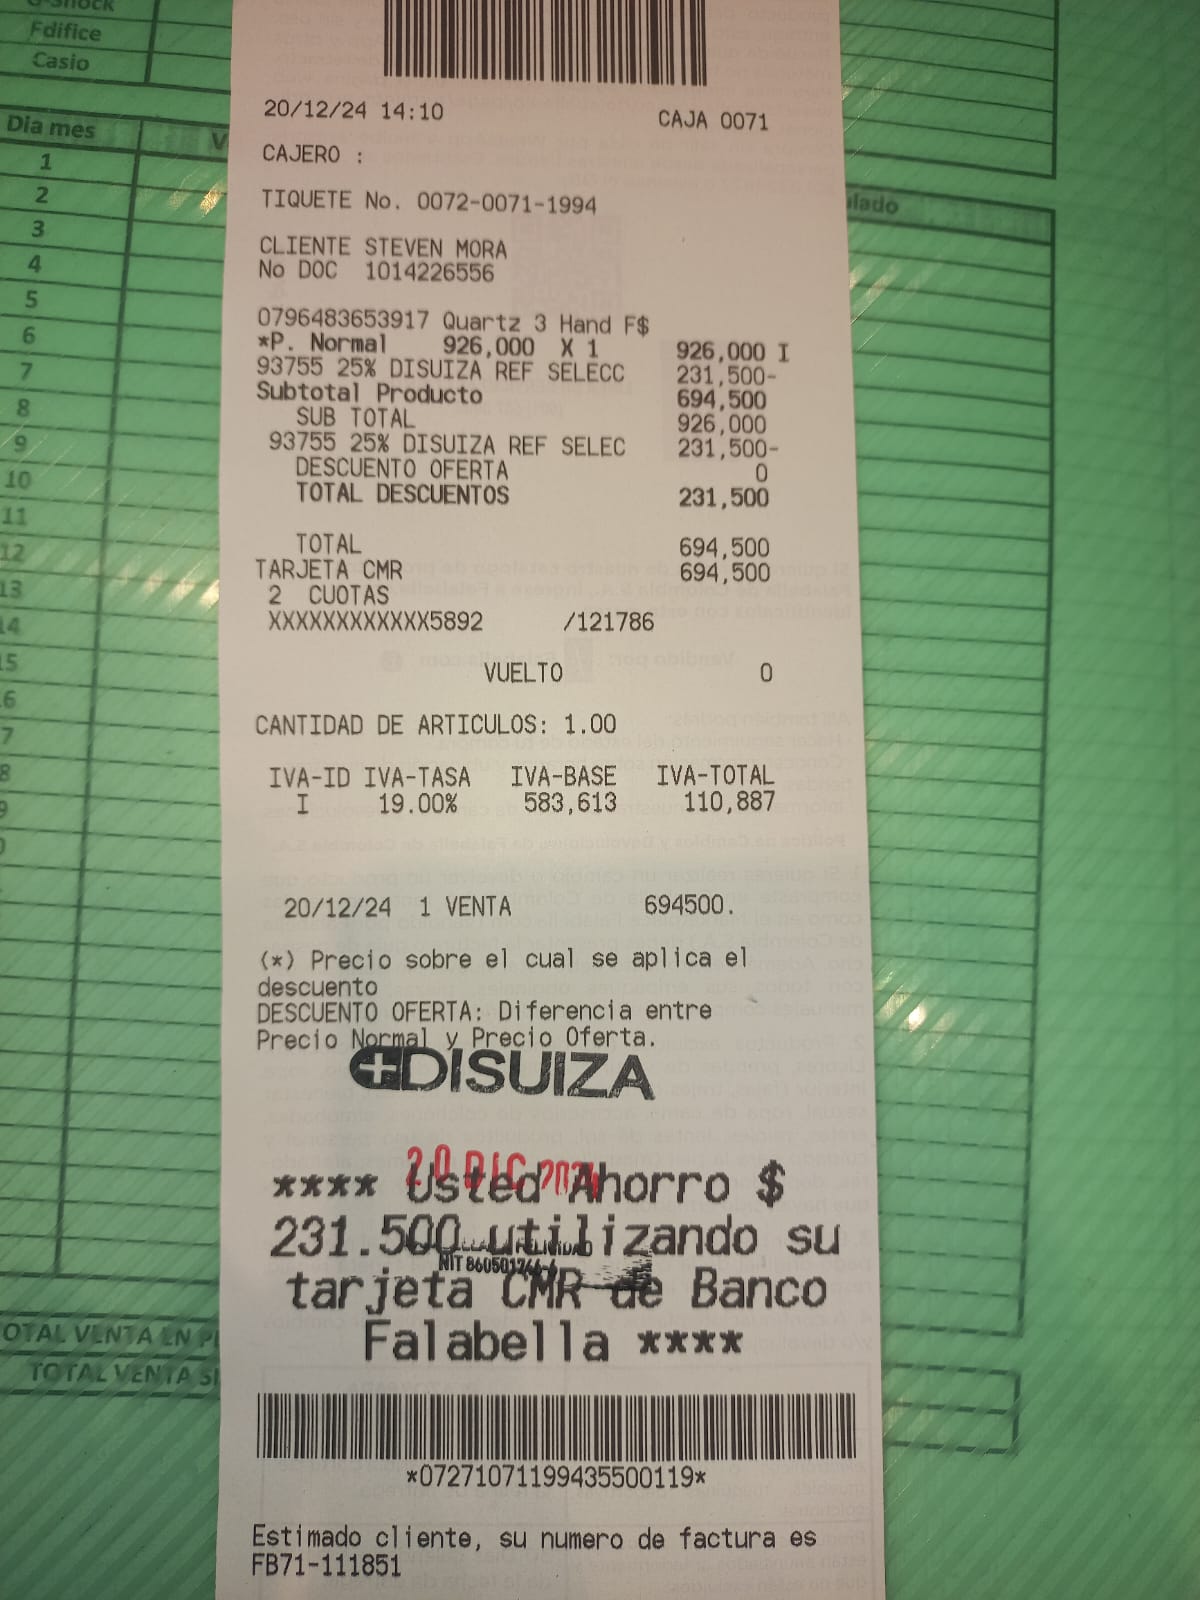 Edifice
Casio
Dia mes
1
2
3
4
5
6
7
8
9
10
11
12
13
14
15
20/12/24 14:10 CAJA 0071
CAJERO :
TIQUETE No. 0072-0071-1994
CLIENTE STEVEN MORA
No DOC 1014226556
0796483653917 Quartz 3 Hand F$
*P. Normal 926,000 X 1 926,000 I
93755 25% DISUIZA REF SELECC 231,500-
Subtotal Producto 694,500
SUB TOTAL 926,000
93755 25% DISUIZA REF SELEC 231,500-
DESCUENTO OFERTA 0
TOTAL DESCUENTOS 231,500
TOTAL 694,500
TARJETA CMR 694,500
2 CUOTAS
XXXXXXXXXXXX5892 /121786
VUELTO 0
CANTIDAD DE ARTICULOS: 1.00
IVA-ID IVA-TASA IVA-BASE IVA-TOTAL
I 19.00% 583,613 110,887
20/12/24 1 VENTA 694500.
(*) Precio sobre el cual se aplica el
descuento
DESCUENTO OFERTA: Diferencia entre
Precio Normal y Precio Oferta.
DISUIZA
20 DIC
**** Usted Ahorro $
231.500 utilizando su
tarjeta CMR de Banco
Falabella ****
*072710711994355001​19*
Estimado cliente, su numero de factura es
FB71-111851
TOTAL VENTA EN
TOTAL VENTA